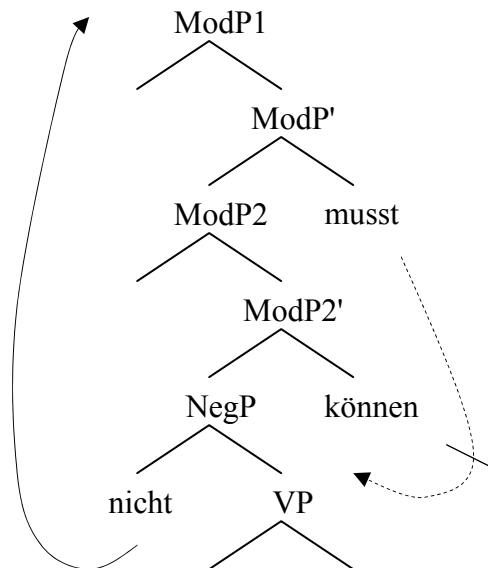 ModP1
ModP'
ModP2 musst
ModP2'
NegP können
nicht VP